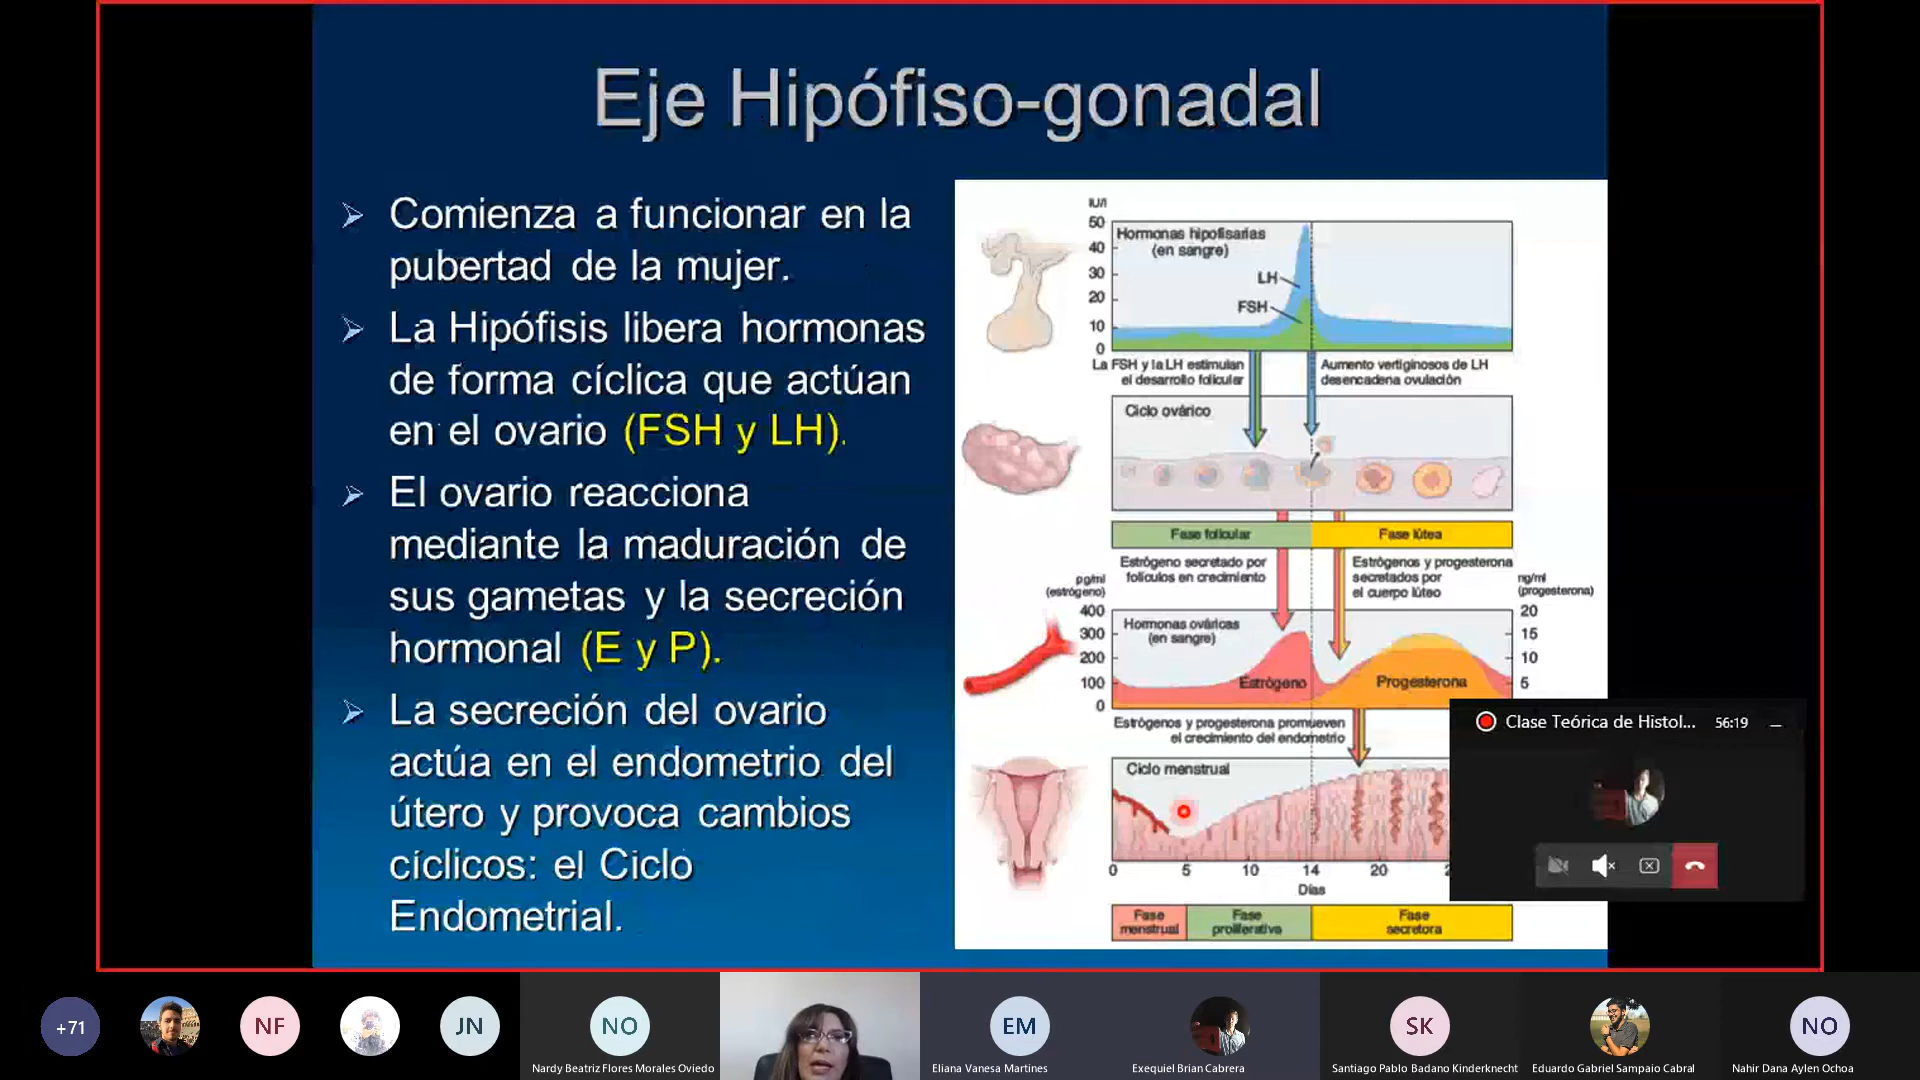 Eje Hipófiso-gonadal
Comienza a funcionar en la
pubertad de la mujer.
La Hipófisis libera hormonas
de forma cíclica que actúan
en el ovario (FSH y LH).
El ovario reacciona
mediante la maduración de
sus gametas y la secreción
hormonal (E y P).
La secreción del ovario
actúa en el endometrio del
útero y provoca cambios
cíclicos: el Ciclo
Endometrial.
IU/l
50
40
30
20
10
0
Hormonas hipofisarias
(en sangre)
LH
FSH
La FSH y la LH estimulan
el desarrollo folicular
Aumento vertiginosos de LH
desencadena ovulación
Ciclo ovárico
Fase folicular
Fase lútea
Estrógeno secretado por
folículos en crecimiento
Estrógenos y progesterona
secretados por
el cuerpo lúteo
pg/ml
(estrógeno)
ng/ml
(progesterona)
400
300
200
100
0
20
15
10
5
Hormonas ováricas
(en sangre)
Estrógeno
Progesterona
Estrógenos y progesterona promueven
el crecimiento del endometrio
Ciclo menstrual
0 5 10 14 20 2
Días
Fase
menstrual
Fase
proliferativa
Fase
secretora
Clase Teórica de Histol... 56:19
+71
NF
JN
NO
EM
SK
NO
Nardy Beatriz Flores Morales Oviedo
Eliana Vanesa Martines
Exequiel Brian Cabrera
Santiago Pablo Badano Kinderknecht
Eduardo Gabriel Sampaio Cabral
Nahir Dana Aylen Ochoa